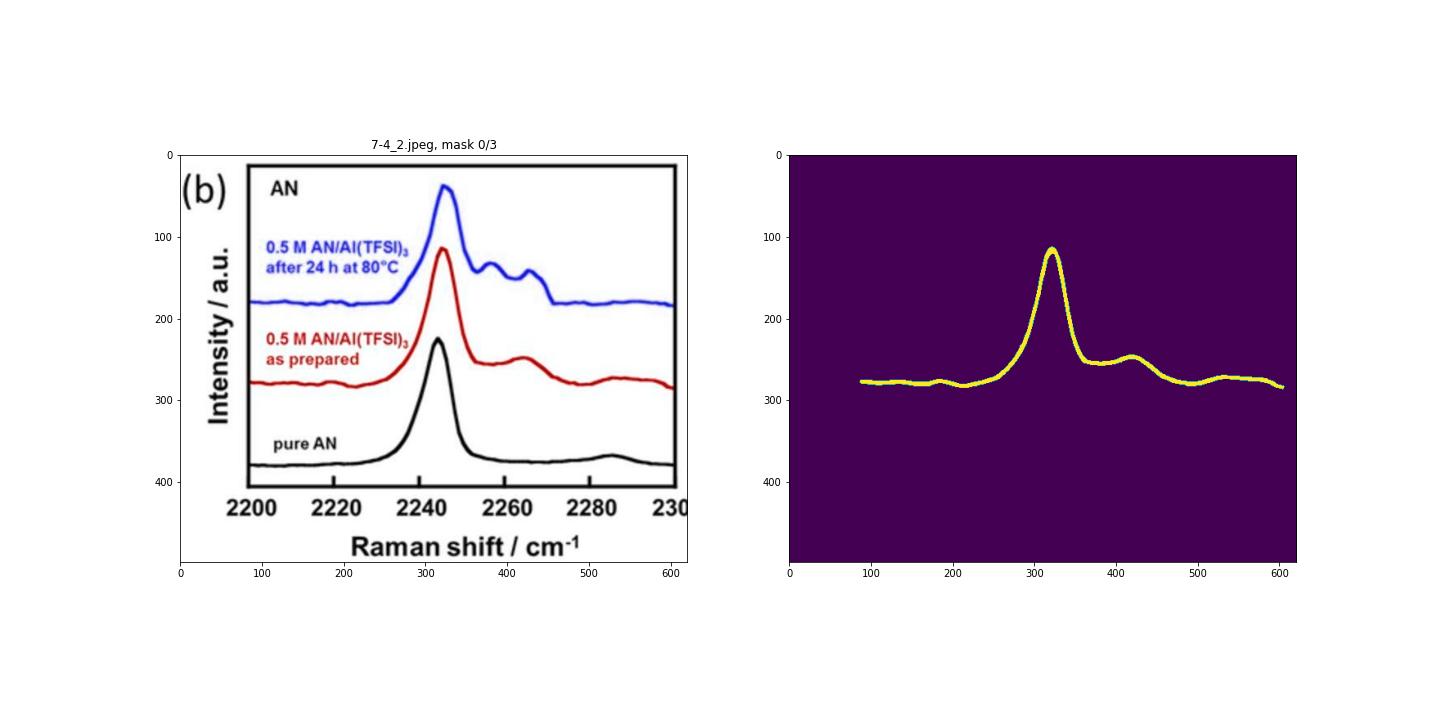 7-4_2.jpeg, mask 0/3
0
100
200
300
400
(b)
AN
0.5 M AN/Al(TFSI)₃
after 24 h at 80°C
0.5 M AN/Al(TFSI)₃
as prepared
pure AN
Intensity / a.u.
2200 2220 2240 2260 2280 230
Raman shift / cm⁻¹
0 100 200 300 400 500 600
0
100
200
300
400
0 100 200 300 400 500 600